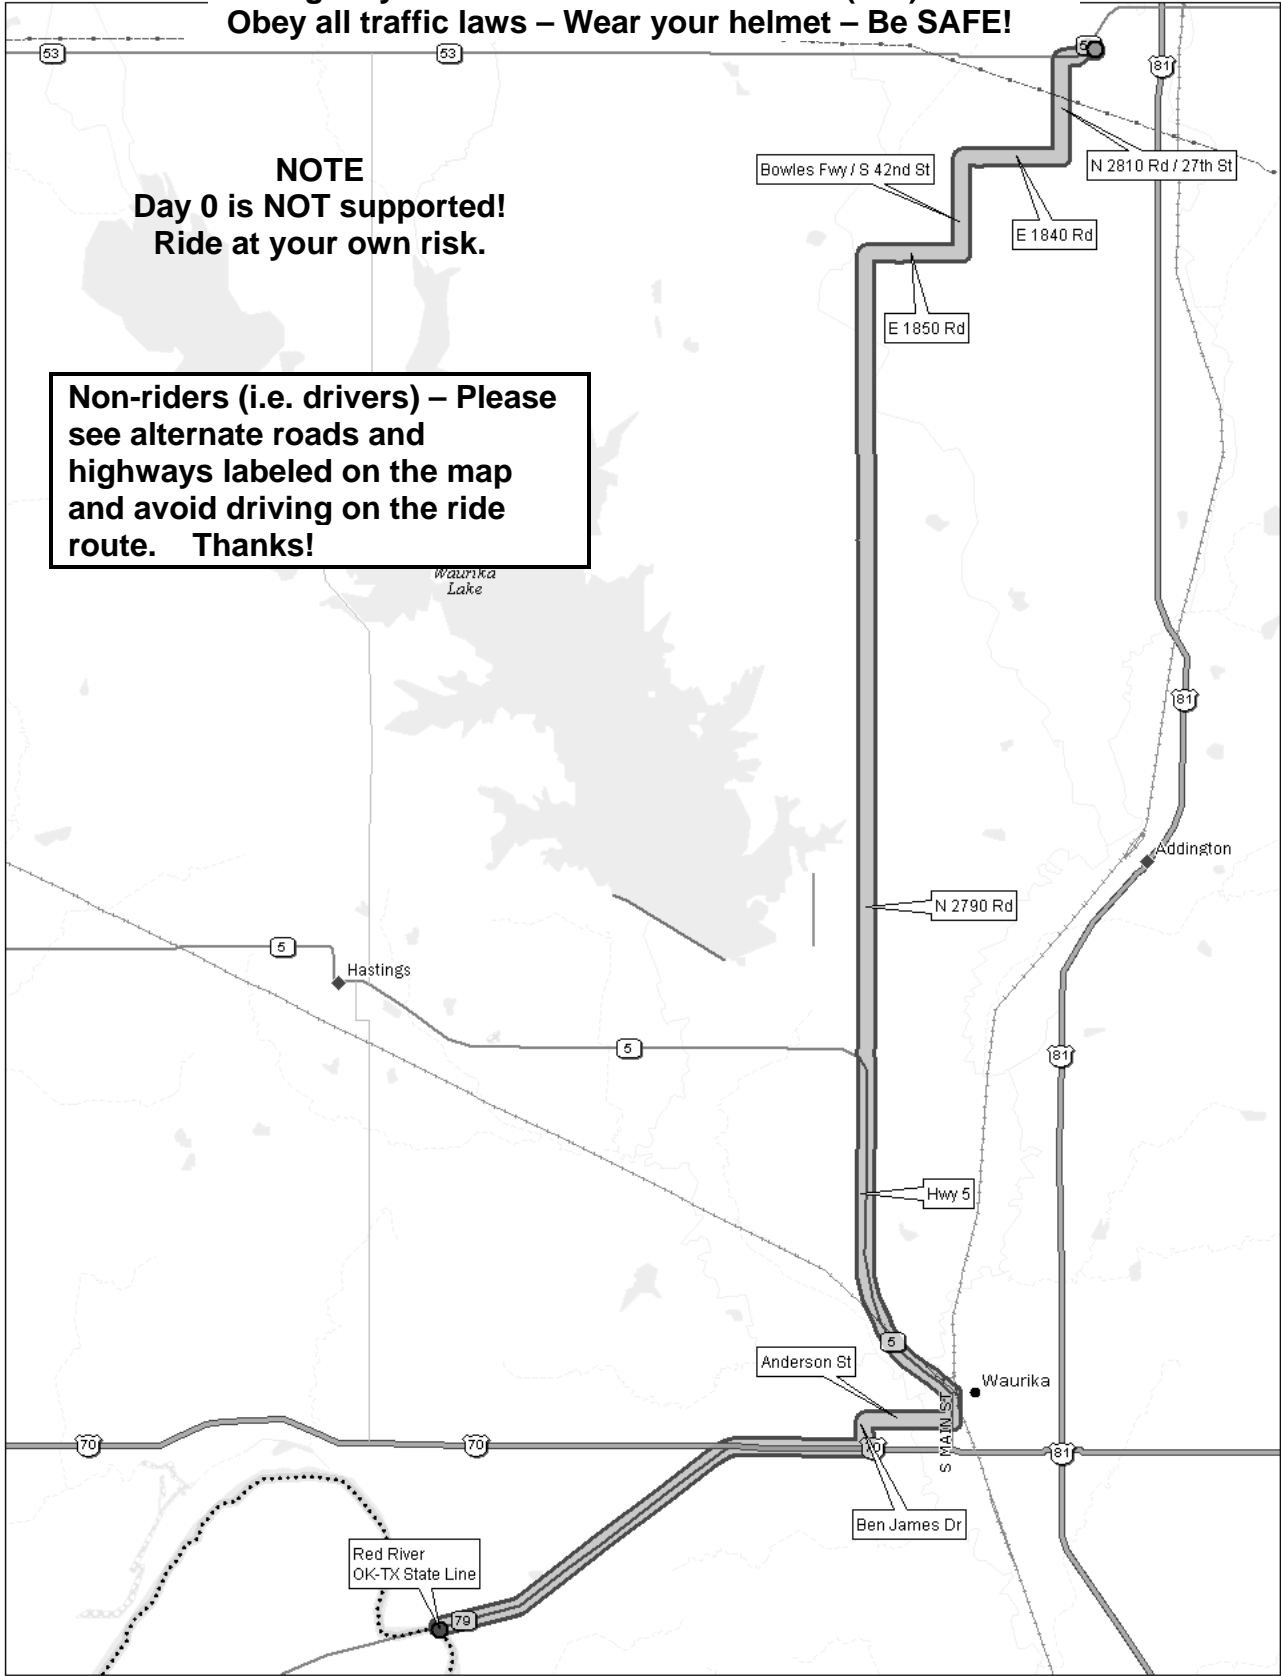 Obey all traffic laws – Wear your helmet – Be SAFE!
53
53
81
NOTE
Day 0 is NOT supported!
Ride at your own risk.
Bowles Fwy / S 42nd St
N 2810 Rd / 27th St
E 1840 Rd
E 1850 Rd
Non-riders (i.e. drivers) – Please
see alternate roads and
highways labeled on the map
and avoid driving on the ride
route. Thanks!
Waurika
Lake
81
Addington
N 2790 Rd
5
Hastings
5
81
Hwy 5
5
Anderson St
Waurika
S MAIN ST
70
70
70
81
Ben James Dr
Red River
OK-TX State Line
79